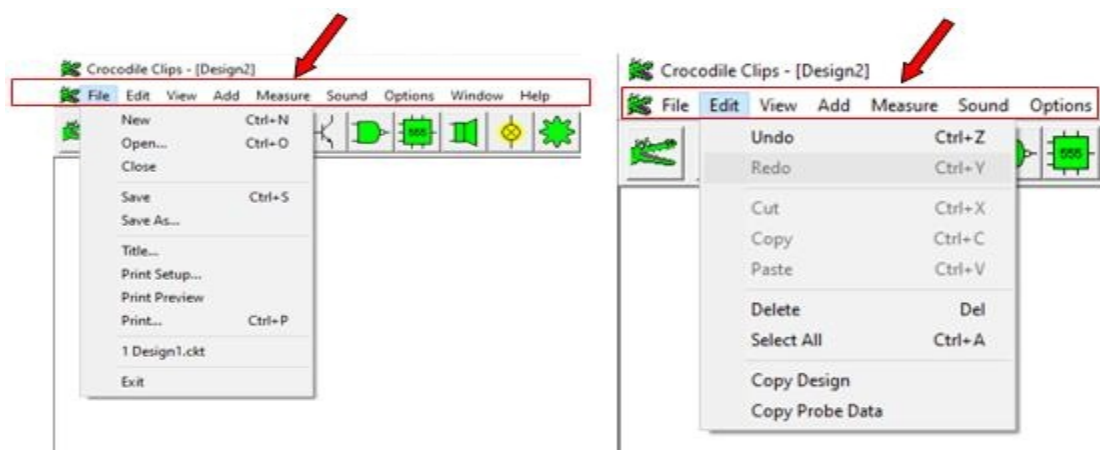 Crocodile Clips - [Design2]
File Edit View Add Measure Sound Options Window Help
New Ctrl+N
Open... Ctrl+O
Close
Save Ctrl+S
Save As...
Title...
Print Setup...
Print Preview
Print... Ctrl+P
1 Design1.ckt
Exit
555
Crocodile Clips - [Design2]
File Edit View Add Measure Sound Options
Undo Ctrl+Z
Redo Ctrl+Y
Cut Ctrl+X
Copy Ctrl+C
Paste Ctrl+V
Delete Del
Select All Ctrl+A
Copy Design
Copy Probe Data
555